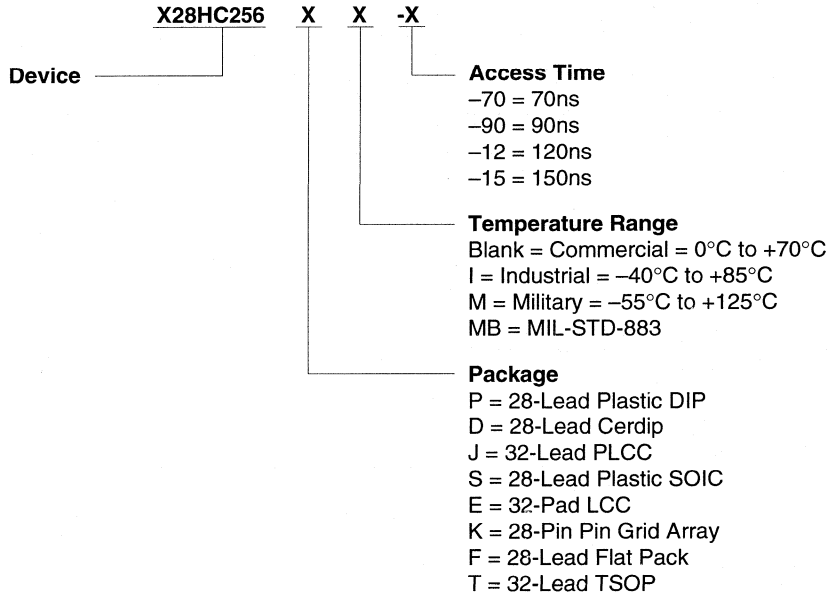 X28HC256 X X -X
Device
Access Time
–70 = 70ns
–90 = 90ns
–12 = 120ns
–15 = 150ns
Temperature Range
Blank = Commercial = 0°C to +70°C
I = Industrial = –40°C to +85°C
M = Military = –55°C to +125°C
MB = MIL-STD-883
Package
P = 28-Lead Plastic DIP
D = 28-Lead Cerdip
J = 32-Lead PLCC
S = 28-Lead Plastic SOIC
E = 32-Pad LCC
K = 28-Pin Pin Grid Array
F = 28-Lead Flat Pack
T = 32-Lead TSOP